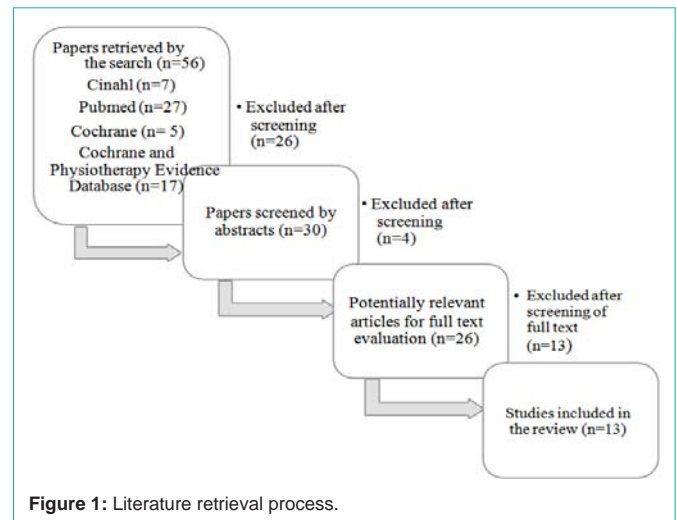 Papers retrieved by
the search (n=56)
Cinahl (n=7)
Pubmed (n=27)
Cochrane (n= 5)
Cochrane and
Physiotherapy Evidence
Database (n=17)
• Excluded after
screening
(n=26)
Papers screened by
abstracts (n=30)
• Excluded after
screening
(n=4)
Potentially relevant
articles for full text
evaluation (n=26)
• Excluded after
screening of
full text
(n=13)
Studies included in
the review (n=13)
Figure 1: Literature retrieval process.